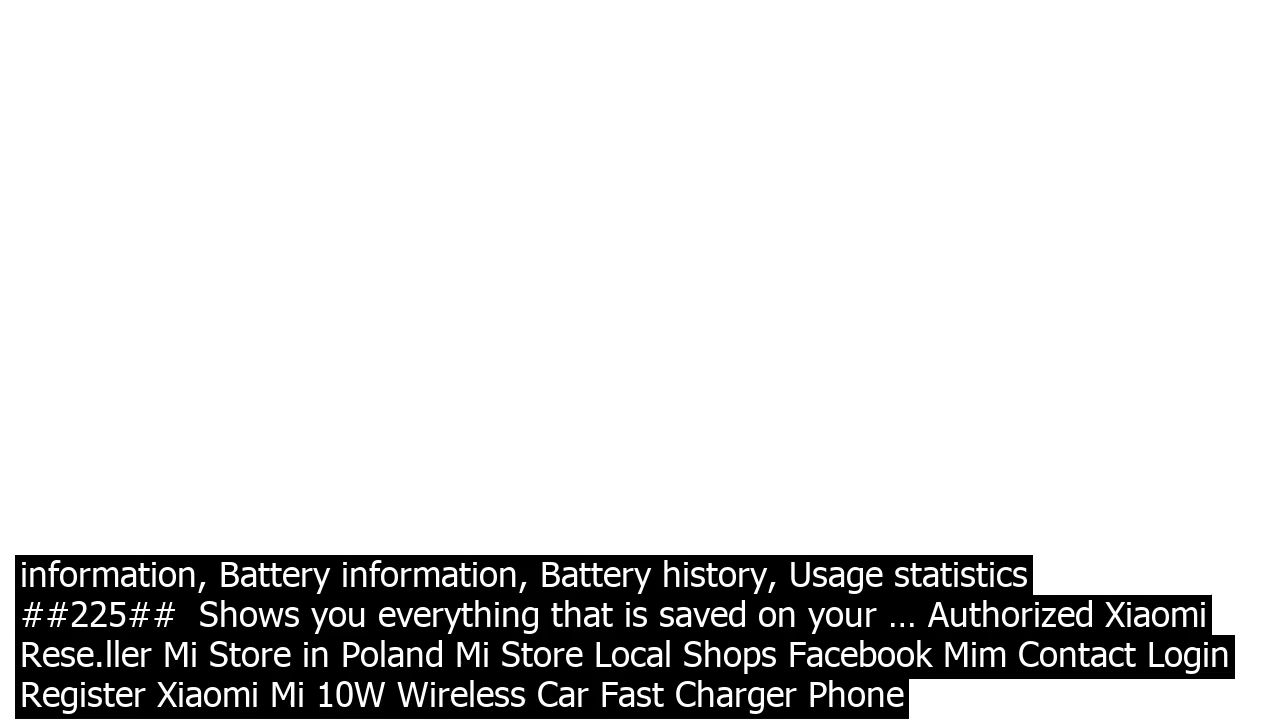 information, Battery information, Battery history, Usage statistics
##225##  Shows you everything that is saved on your ... Authorized Xiaomi
Rese.ller Mi Store in Poland Mi Store Local Shops Facebook Mim Contact Login
Register Xiaomi Mi 10W Wireless Car Fast Charger Phone